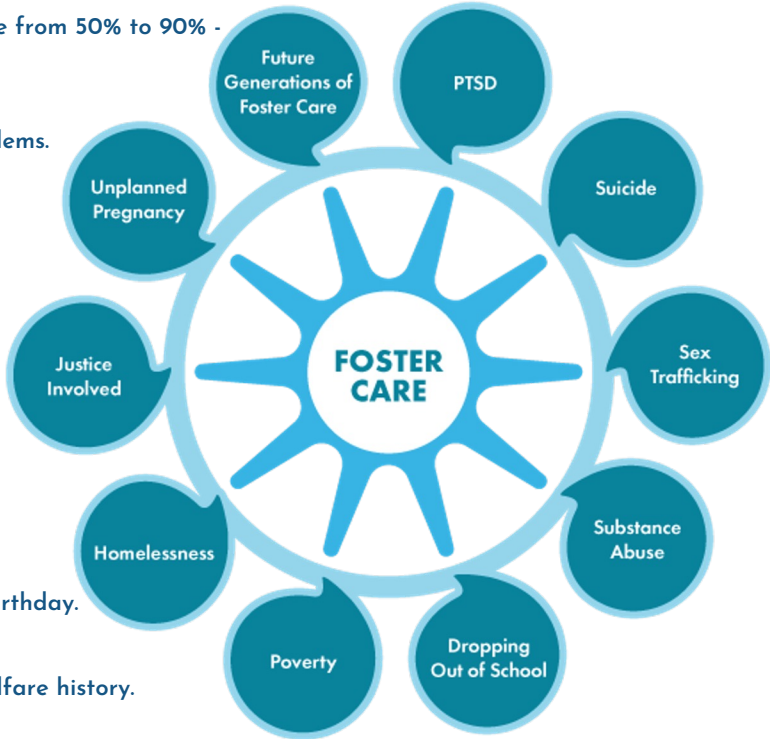 e from 50% to 90% -
lems.
rthday.
lfare history.
Future
Generations of
Foster Care
PTSD
Suicide
Sex
Trafficking
Substance
Abuse
Dropping
Out of School
Poverty
Homelessness
Justice
Involved
Unplanned
Pregnancy
FOSTER
CARE